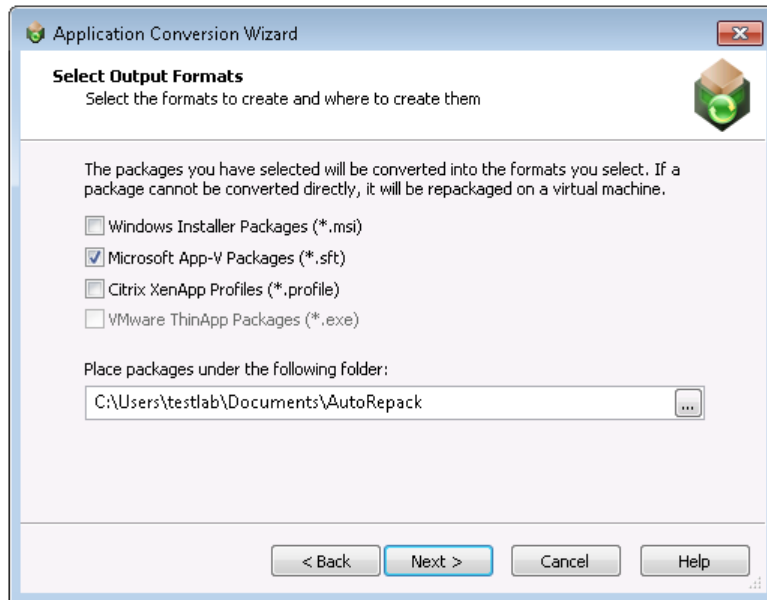 Application Conversion Wizard
Select Output Formats
Select the formats to create and where to create them
The packages you have selected will be converted into the formats you select. If a
package cannot be converted directly, it will be repackaged on a virtual machine.
Windows Installer Packages (*.msi)
Microsoft App-V Packages (*.sft)
Citrix XenApp Profiles (*.profile)
VMware ThinApp Packages (*.exe)
Place packages under the following folder:
C:\Users\testlab\Documents\AutoRepack
...
< Back Next > Cancel Help